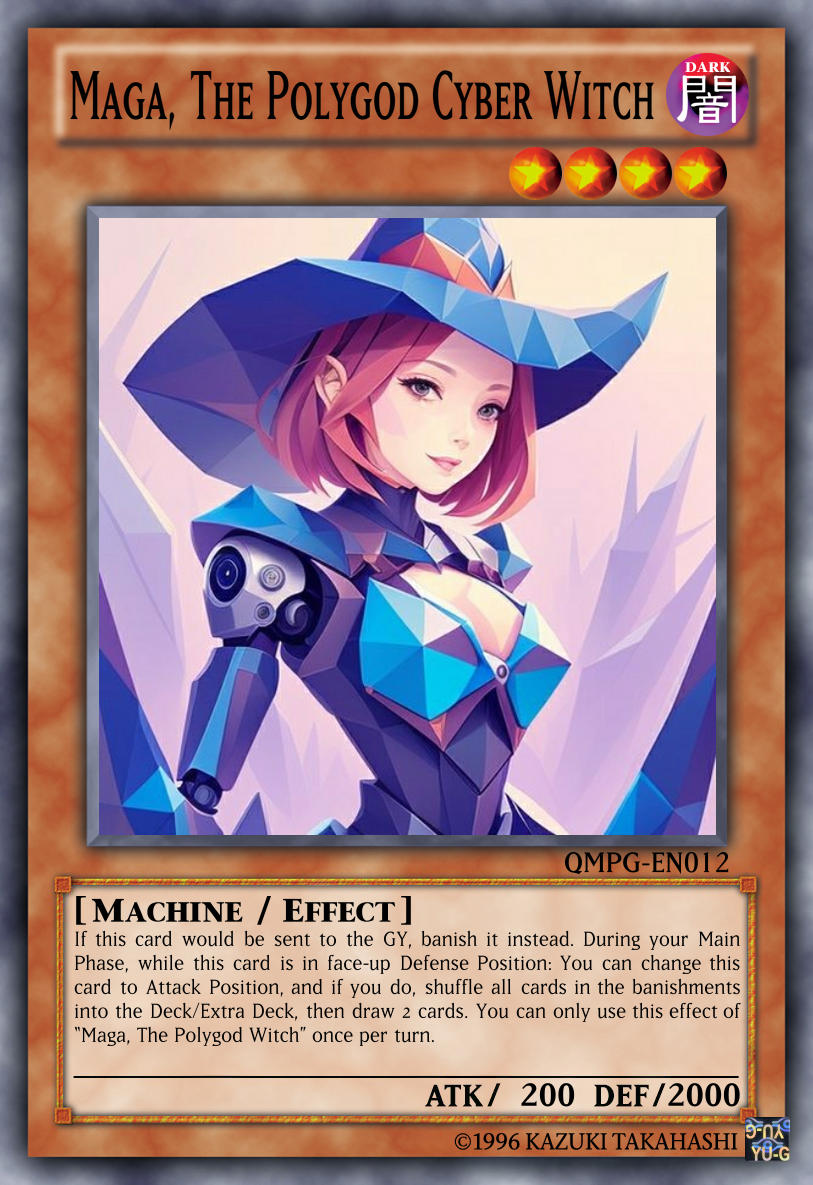 Maga, The Polygod Cyber Witch
DARK
闇
QMPG-EN012
[ Machine / Effect ]
If this card would be sent to the GY, banish it instead. During your Main
Phase, while this card is in face-up Defense Position: You can change this
card to Attack Position, and if you do, shuffle all cards in the banishments
into the Deck/Extra Deck, then draw 2 cards. You can only use this effect of
“Maga, The Polygod Witch” once per turn.
ATK/ 200 DEF/2000
©1996 KAZUKI TAKAHASHI
YU-G
YU-G